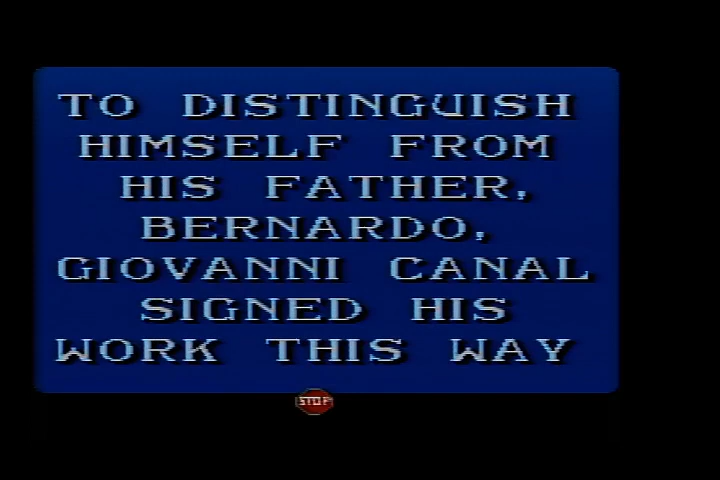 TO DISTINGUISH
HIMSELF FROM
HIS FATHER,
BERNARDO,
GIOVANNI CANAL
SIGNED HIS
WORK THIS WAY
STOP